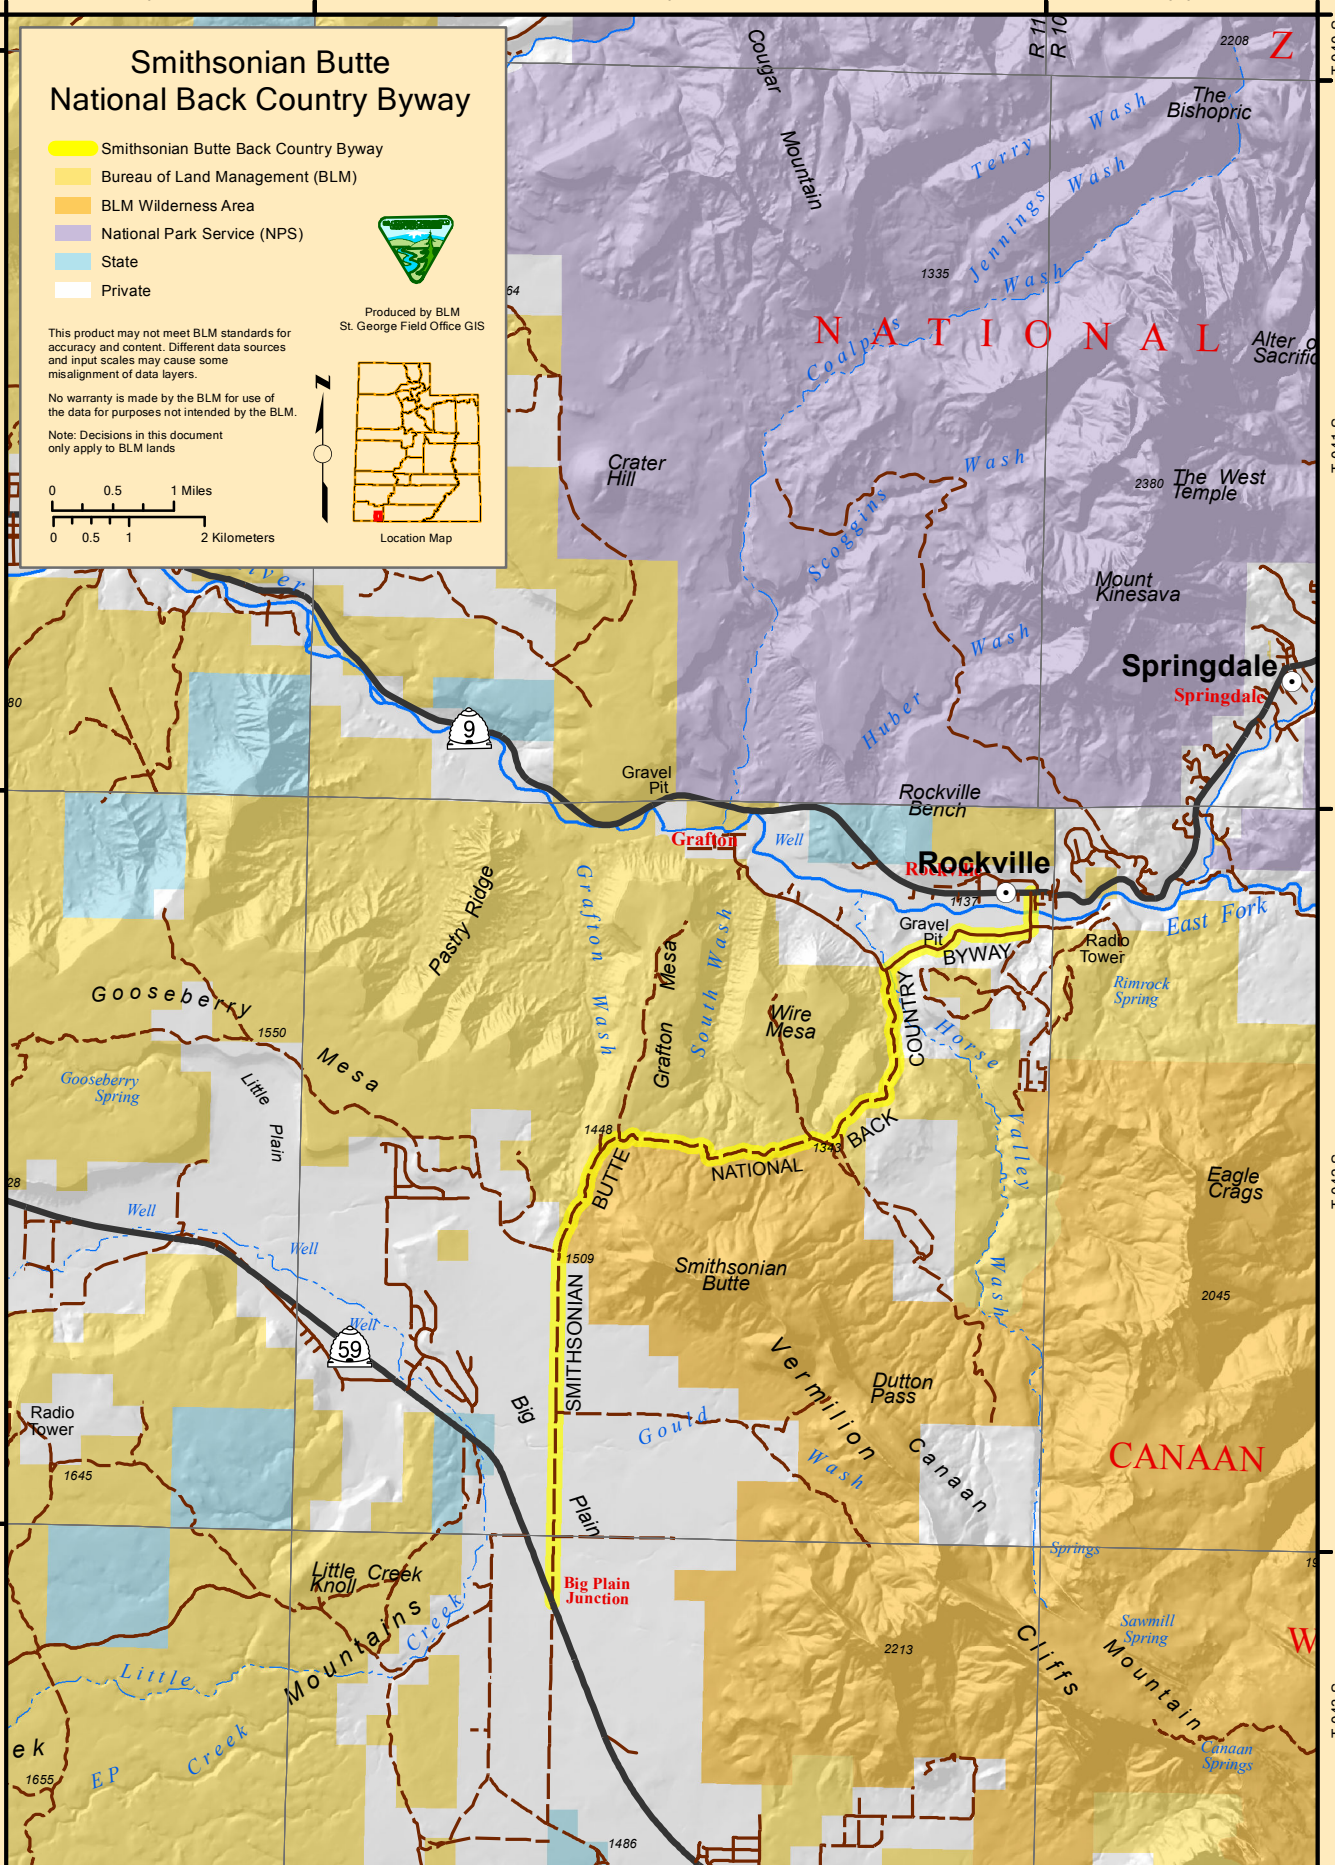 Smithsonian Butte
National Back Country Byway
Smithsonian Butte Back Country Byway
Bureau of Land Management (BLM)
BLM Wilderness Area
National Park Service (NPS)
State
Private
Produced by BLM
St. George Field Office GIS
This product may not meet BLM standards for
accuracy and content. Different data sources
and input scales may cause some
misalignment of data layers.
No warranty is made by the BLM for use of
the data for purposes not intended by the BLM.
Note: Decisions in this document
only apply to BLM lands
0 0.5 1 Miles
0 0.5 1 2 Kilometers
Location Map
R 11
R 10
2208
Z
Cougar
Mountain
The
Bishopric
Terry Wash
Jennings Wash
Coalpits Wash
1335
64
NATIONAL
Crater
Hill
Scoggins Wash
2380
The West
Temple
Mount
Kinesava
Huber Wash
Springdale
Springdale
80
9
Gravel
Pit
Rockville
Bench
Grafton
Well
Rockville
1137
Gravel
Pit
BYWAY
East Fork
Radio
Tower
Rimrock
Spring
Pastry Ridge
Grafton Wash
Grafton Mesa
South Wash
Wire
Mesa
COUNTRY
Horse Valley Wash
Gooseberry Mesa
1550
Gooseberry
Spring
Little Plain
1448
1343
BACK
NATIONAL
BUTTE
28
Well
Well
Well
1509
Smithsonian
Butte
Eagle
Crags
2045
59
SMITHSONIAN
Vermilion Cliffs
Dutton
Pass
Big Plain
Gould Wash
Radio
Tower
1645
Canaan Mountain
CANAAN
Springs
Little Creek
Knoll
Mountains
Big Plain
Junction
Sawmill
Spring
2213
W
Little Creek
EP Creek
ek
1655
Canaan
Springs
1486